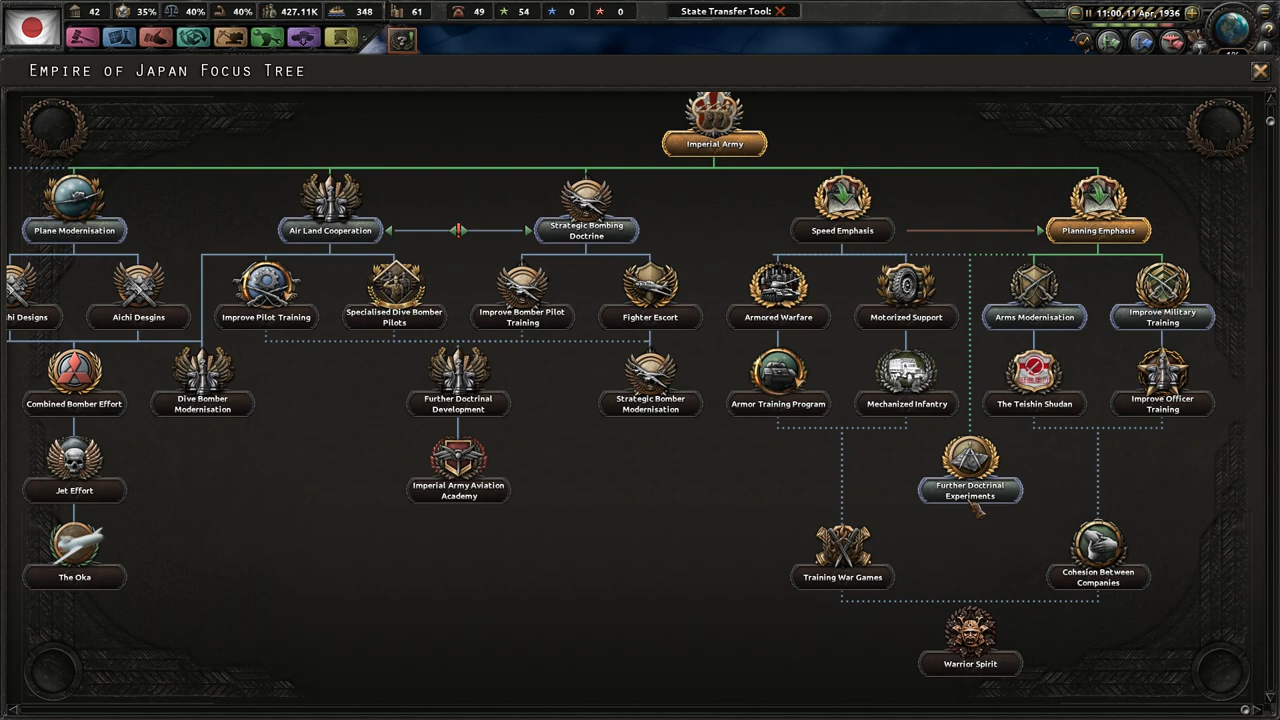 42
35%
40%
40%
427.11K
348
61
49
54
0
0
State Transfer Tool:
11:00, 11 Apr, 1936
Empire of Japan Focus Tree
Imperial Army
Plane Modernisation
Air Land Cooperation
Strategic Bombing
Doctrine
Speed Emphasis
Planning Emphasis
chi Designs
Aichi Desgins
Improve Pilot Training
Specialised Dive Bomber
Pilots
Improve Bomber Pilot
Training
Fighter Escort
Armored Warfare
Motorized Support
Arms Modernisation
Improve Military
Training
Combined Bomber Effort
Dive Bomber
Modernisation
Further Doctrinal
Development
Strategic Bomber
Modernisation
Armor Training Program
Mechanized Infantry
The Teishin Shudan
Improve Officer
Training
Jet Effort
Imperial Army Aviation
Academy
Further Doctrinal
Experiments
The Oka
Training War Games
Cohesion Between
Companies
Warrior Spirit